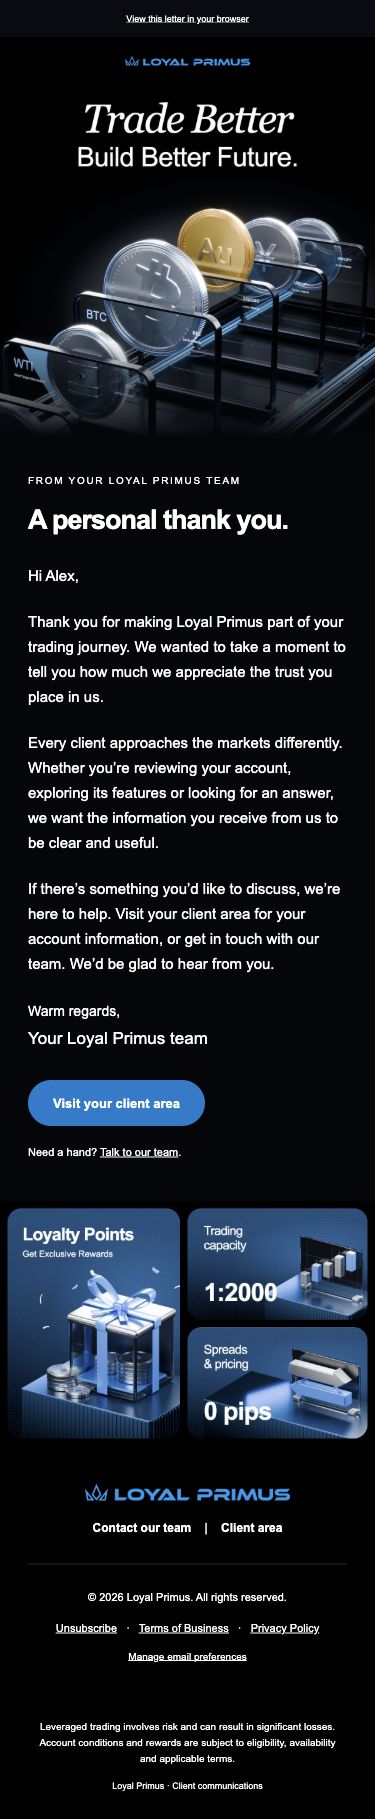 View this letter in your browser
LOYAL PRIMUS
Trade Better
Build Better Future.
Au
BTC
WTI
FROM YOUR LOYAL PRIMUS TEAM
A personal thank you.
Hi Alex,
Thank you for making Loyal Primus part of your
trading journey. We wanted to take a moment to
tell you how much we appreciate the trust you
place in us.
Every client approaches the markets differently.
Whether you’re reviewing your account,
exploring its features or looking for an answer,
we want the information you receive from us to
be clear and useful.
If there’s something you’d like to discuss, we’re
here to help. Visit your client area for your
account information, or get in touch with our
team. We’d be glad to hear from you.
Warm regards,
Your Loyal Primus team
Visit your client area
Need a hand? Talk to our team.
Loyalty Points
Get Exclusive Rewards
Trading
capacity
1:2000
Spreads
& pricing
0 pips
LOYAL PRIMUS
Contact our team | Client area
© 2026 Loyal Primus. All rights reserved.
Unsubscribe · Terms of Business · Privacy Policy
Manage email preferences
Leveraged trading involves risk and can result in significant losses.
Account conditions and rewards are subject to eligibility, availability
and applicable terms.
Loyal Primus · Client communications